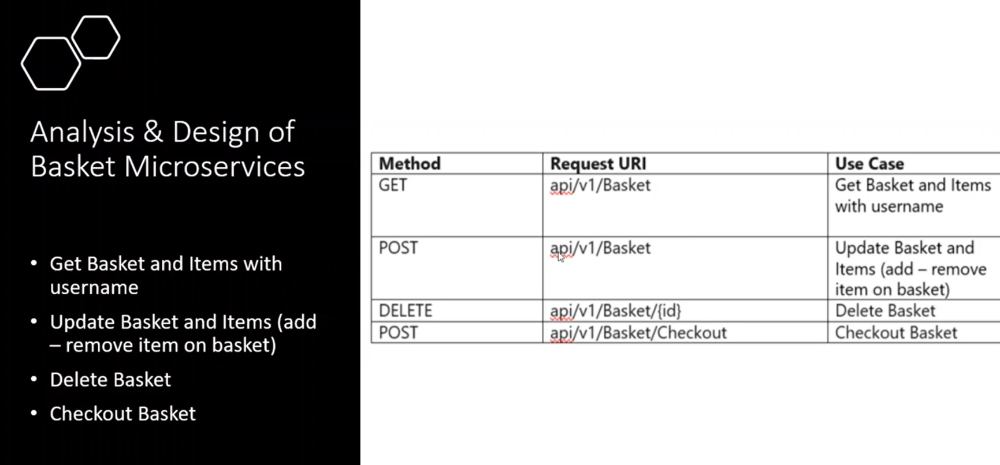 Analysis & Design of
Basket Microservices
• Get Basket and Items with
username
• Update Basket and Items (add
– remove item on basket)
• Delete Basket
• Checkout Basket
Method Request URI Use Case
GET api/v1/Basket Get Basket and Items
with username
POST api/v1/Basket Update Basket and
Items (add – remove
item on basket)
DELETE api/v1/Basket/{id} Delete Basket
POST api/v1/Basket/Checkout Checkout Basket